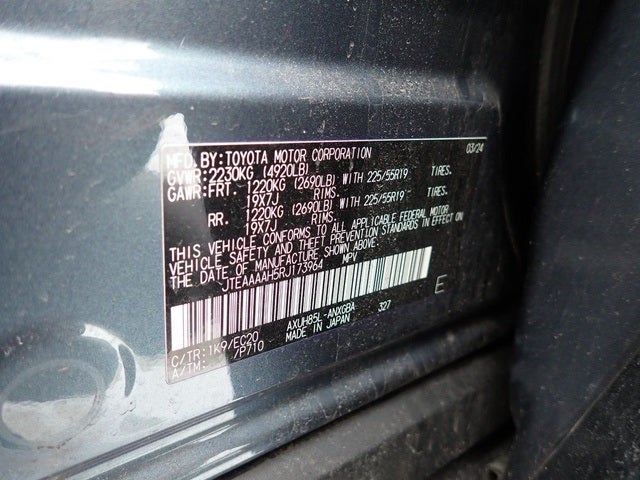 MFD. BY: TOYOTA MOTOR CORPORATION 03/24
GVWR: 2230KG (4920LB)
GAWR: FRT. 1220KG (2690LB) WITH 225/55R19 TIRES.
19X7J RIMS.
RR. 1220KG (2690LB) WITH 225/55R19 TIRES.
19X7J RIMS.
THIS VEHICLE CONFORMS TO ALL APPLICABLE FEDERAL MOTOR
VEHICLE SAFETY AND THEFT PREVENTION STANDARDS IN EFFECT ON
THE DATE OF MANUFACTURE SHOWN ABOVE.
JTEAAAAH5RJ173964 MPV
E
AXUH85L-ANXGBA 327
C/TR: 1K9/EC20 MADE IN JAPAN
A/TM: /P710